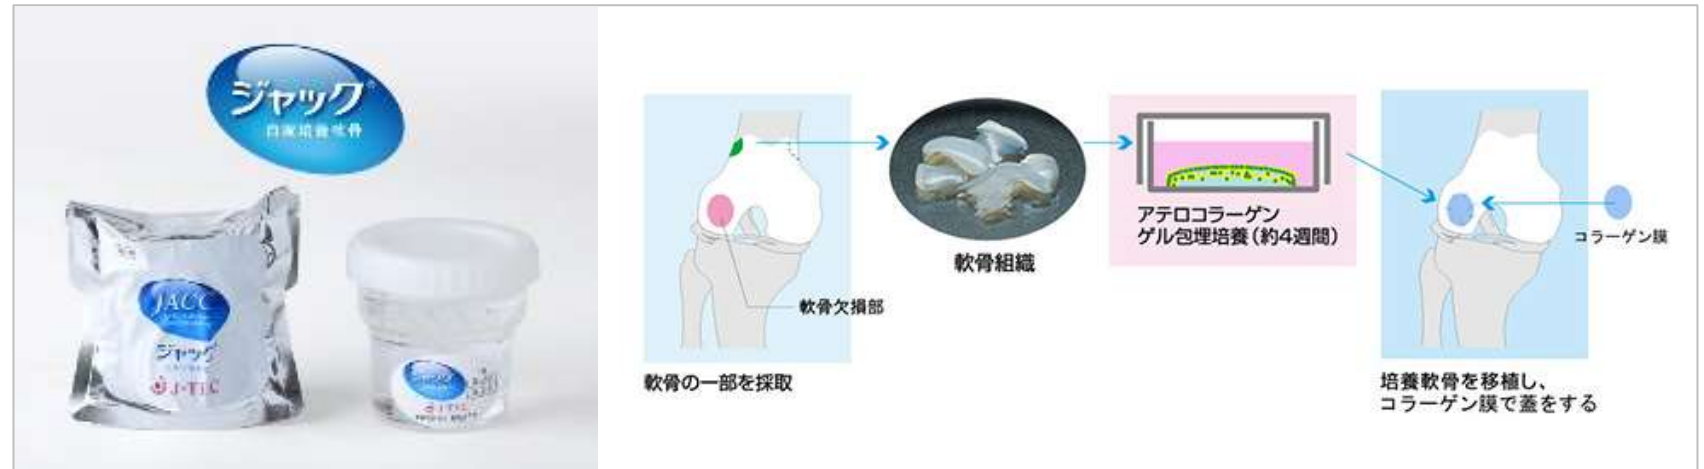 ジャック®
自家培養軟骨
JACC
ジャック
J-TEC
J-TEC
軟骨欠損部
軟骨の一部を採取
軟骨組織
アテロコラーゲン
ゲル包埋培養（約4週間）
コラーゲン膜
培養軟骨を移植し、
コラーゲン膜で蓋をする